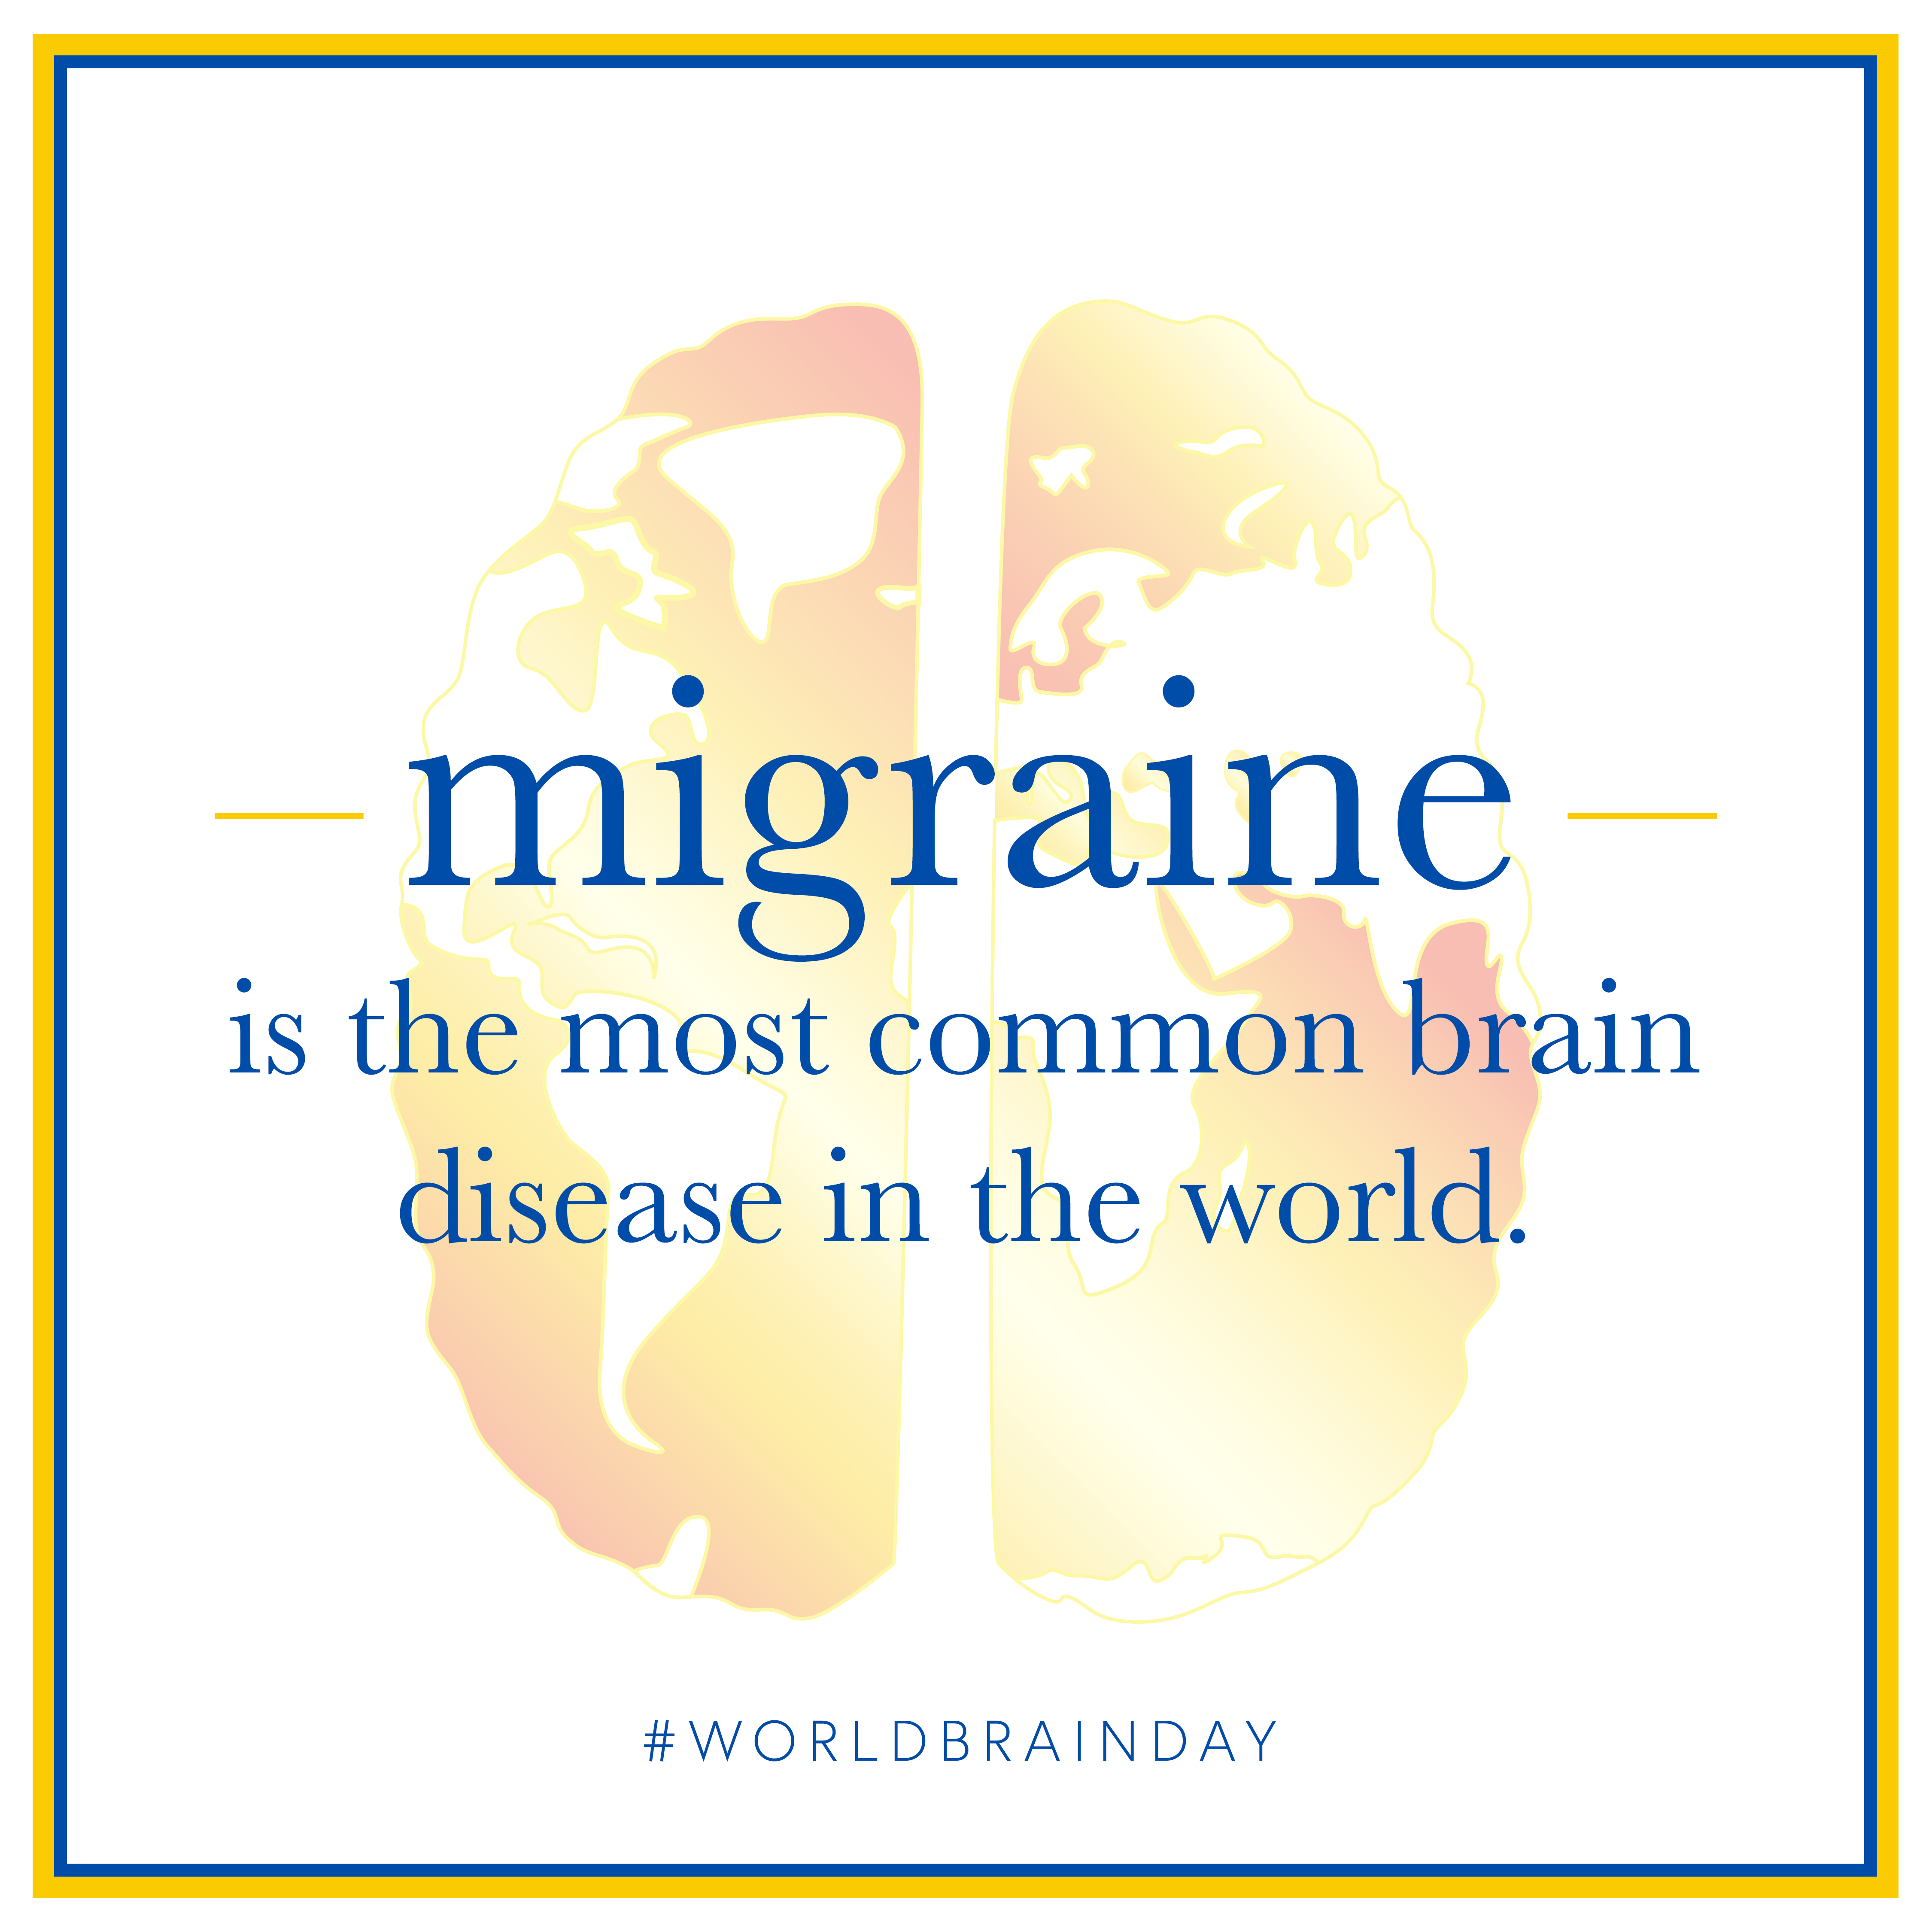 migraine
is the most common brain
disease in the world.
#WORLDBRAINDAY